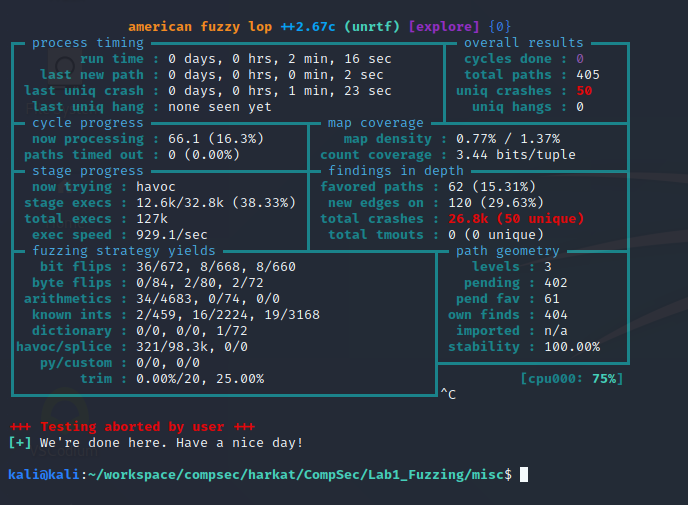 american fuzzy lop ++2.67c (unrtf) [explore] {0}
process timing overall results
run time : 0 days, 0 hrs, 2 min, 16 sec cycles done : 0
last new path : 0 days, 0 hrs, 0 min, 2 sec total paths : 405
last uniq crash : 0 days, 0 hrs, 1 min, 23 sec uniq crashes : 50
last uniq hang : none seen yet uniq hangs : 0
cycle progress map coverage
now processing : 66.1 (16.3%) map density : 0.77% / 1.37%
paths timed out : 0 (0.00%) count coverage : 3.44 bits/tuple
stage progress findings in depth
now trying : havoc favored paths : 62 (15.31%)
stage execs : 12.6k/32.8k (38.33%) new edges on : 120 (29.63%)
total execs : 127k total crashes : 26.8k (50 unique)
exec speed : 929.1/sec total tmouts : 0 (0 unique)
fuzzing strategy yields path geometry
bit flips : 36/672, 8/668, 8/660 levels : 3
byte flips : 0/84, 2/80, 2/72 pending : 402
arithmetics : 34/4683, 0/74, 0/0 pend fav : 61
known ints : 2/459, 16/2224, 19/3168 own finds : 404
dictionary : 0/0, 0/0, 1/72 imported : n/a
havoc/splice : 321/98.3k, 0/0 stability : 100.00%
py/custom : 0/0, 0/0
trim : 0.00%/20, 25.00% [cpu000: 75%]
^C
+++ Testing aborted by user +++
[+] We're done here. Have a nice day!
kali@kali:~/workspace/compsec/harkat/CompSec/Lab1_Fuzzing/misc$